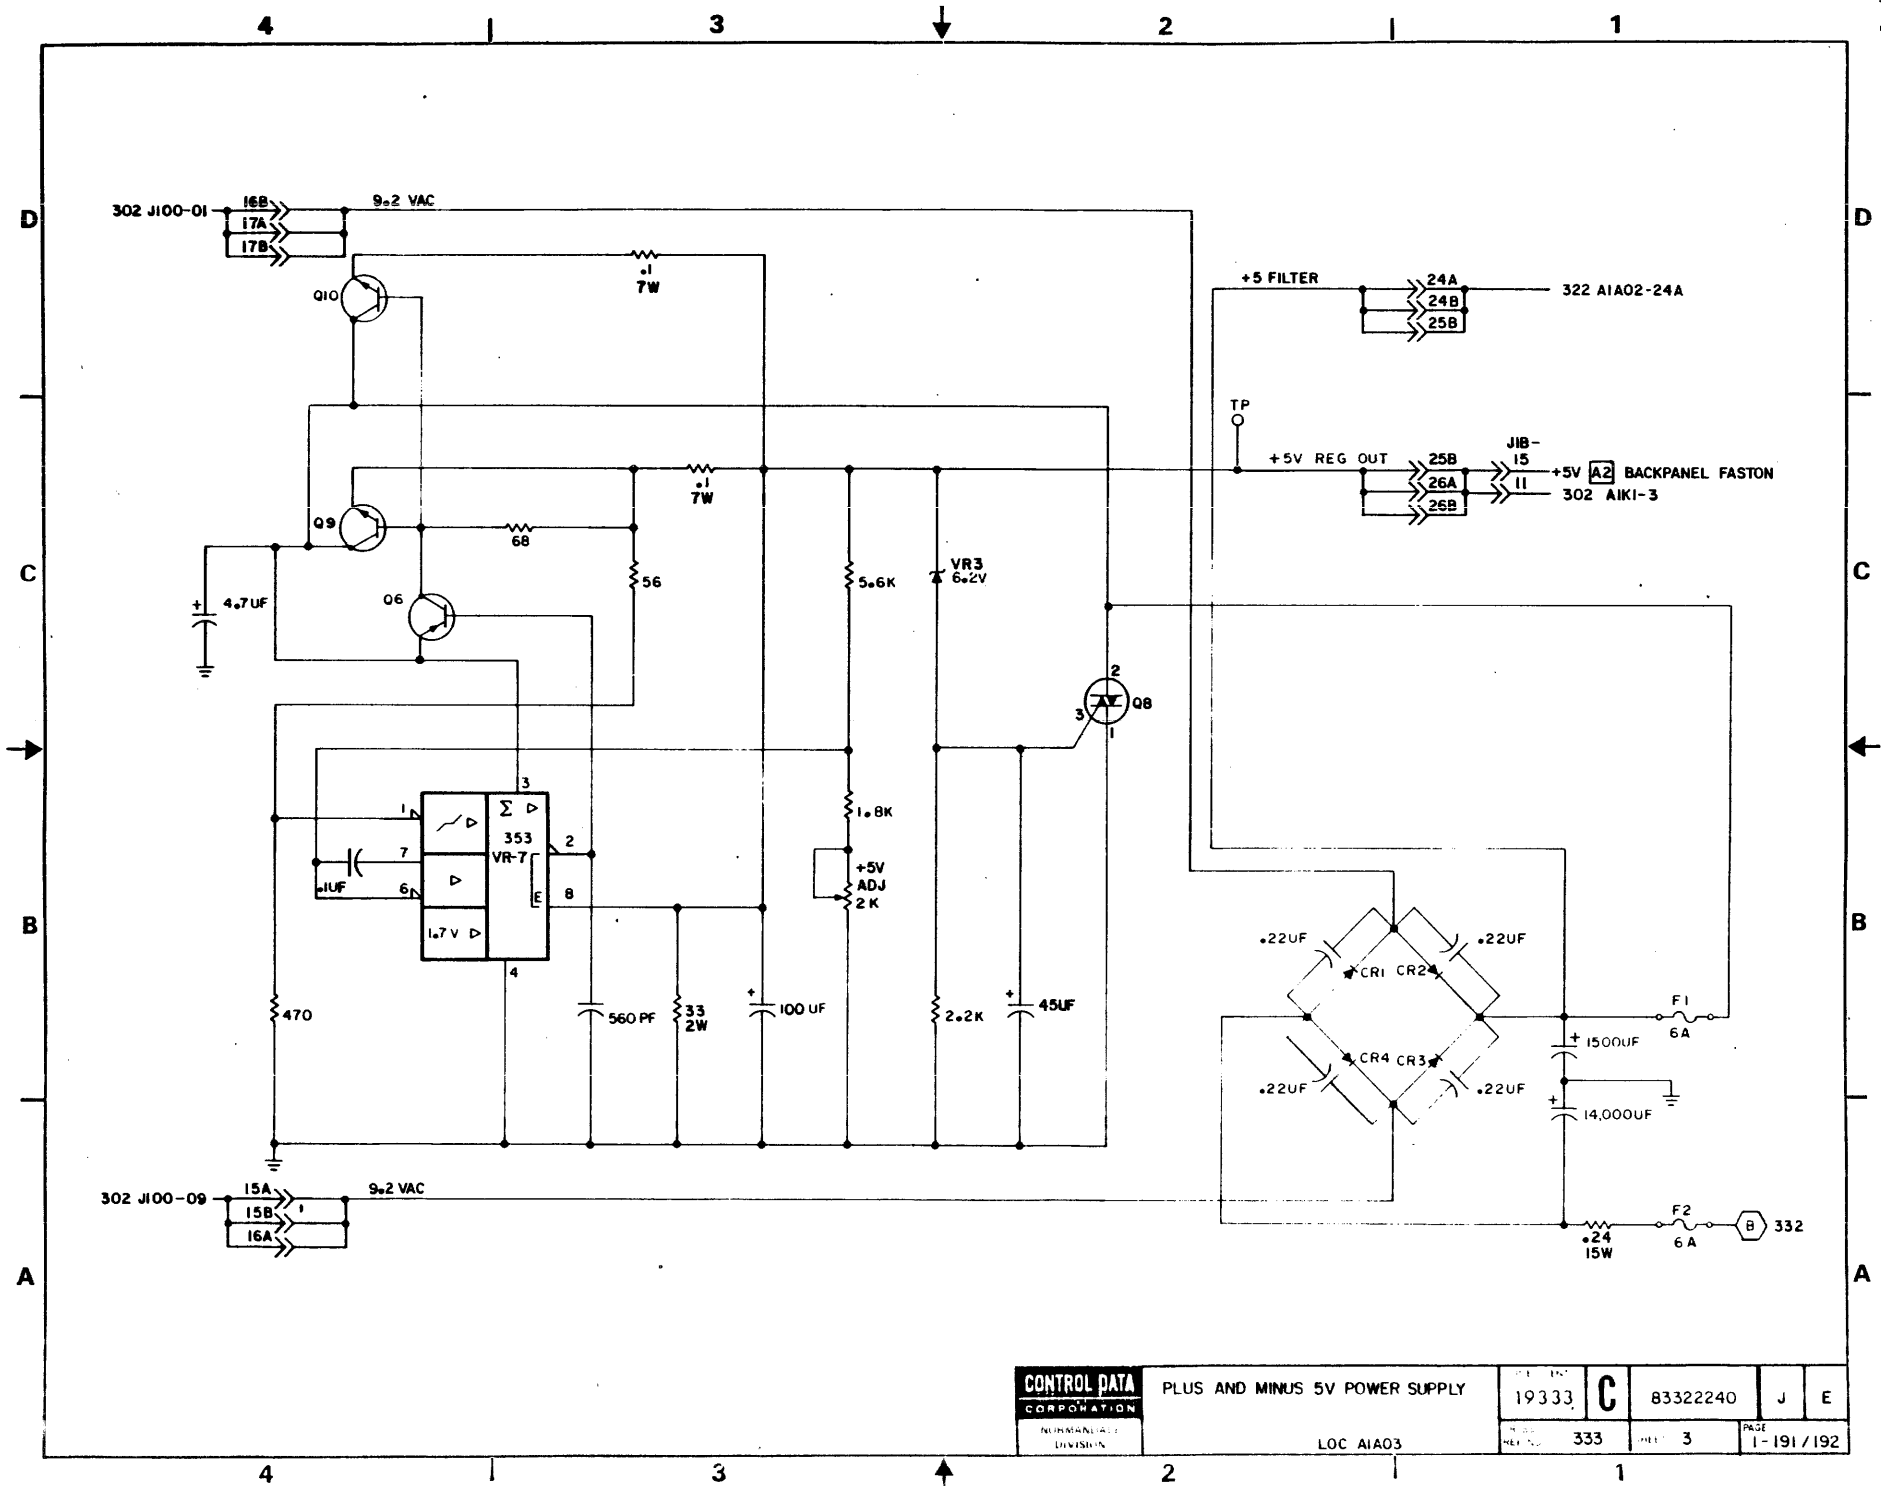 4 3 2 1
D D
302 J100-01 16B 9.2 VAC
17A
17B
.1
7W
Q10
+5 FILTER 24A 322 A1A02-24A
24B
25B
TP
J1B-
+5V REG OUT 25B 15 +5V A2 BACKPANEL FASTON
26A 11 302 A1K1-3
26B
.1
7W
Q9
68
C C
VR3
6.2V
56
5.6K
+ 4.7UF
Q6
2
Q8
3
1
3
1
Σ
353
VR-7
2
7
6
.1UF
E 8
1.7V
4
1.8K
+5V
ADJ
2K
B B
.22UF .22UF
CR1 CR2
470
560 PF
33
2W
+ 100 UF
2.2K
+ 45UF
F1
6A
+ 1500UF
CR4 CR3
.22UF .22UF
+ 14,000UF
302 J100-09 15A 9.2 VAC
15B
16A
.24
15W
F2
6A
B 332
A A
CONTROL DATA
CORPORATION
DIVISION
PLUS AND MINUS 5V POWER SUPPLY
LOC A1A03
19333 C 83322240 J E
333 3 PAGE
1-191/192
4 3 2 1